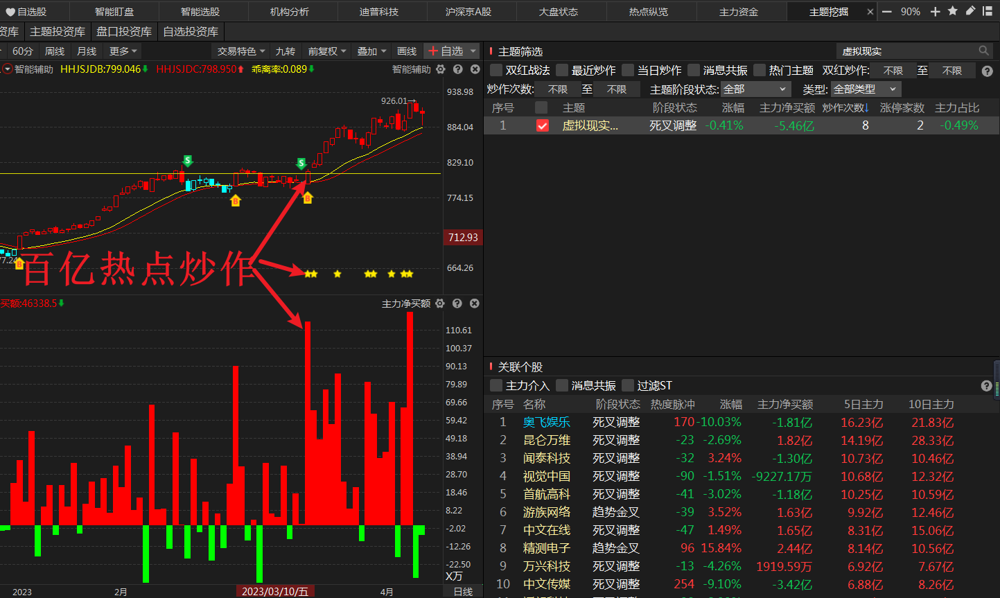 自选股 智能盯盘 智能选股 机构分析 迪普科技 沪深京A股 大盘状态 热点纵览 主力资金 主题挖掘 × 90%
资库 主题投资库 盘口投资库 自选投资库
60分 周线 月线 更多 交易特色 九转 前复权 叠加 画线 +自选
智能辅助 HHJSJDB:799.046 HHJSJDC:798.950 乖离率:0.089 智能辅助
938.98
926.01
884.04
829.10
S S
774.15
B B
712.93
77.24
B
百亿热点炒作
664.26
买额:46338.5 主力净买额
110.61
100.37
90.13
79.89
69.66
59.42
49.18
38.94
28.70
18.46
8.22
-2.02
-12.26
-22.50
X万
2023 2月 2023/03/10/五 4月 日线
主题筛选 虚拟现实
双红战法 最近炒作 当日炒作 消息共振 热门主题 双红炒作: 不限 至 不限
炒作次数: 不限 至 不限 主题阶段状态: 全部 类型: 全部类型
序号 主题 阶段状态 涨幅 主力净买额 炒作次数↓ 涨停家数 主力占比
1 虚拟现实... 死叉调整 -0.41% -5.46亿 8 2 -0.49%
关联个股
主力介入 消息共振 过滤ST
序号 名称 阶段状态 热度脉冲 涨幅 主力净买额 5日主力 10日主力
1 奥飞娱乐 死叉调整 170 -10.03% -1.81亿 16.23亿 21.83亿
2 昆仑万维 死叉调整 -23 -2.69% 1.82亿 14.19亿 28.33亿
3 闻泰科技 死叉调整 -32 3.24% -1.30亿 10.73亿 10.46亿
4 视觉中国 死叉调整 -90 -1.51% -9227.17万 10.68亿 12.32亿
5 首航高科 死叉调整 -41 -3.02% -1.18亿 10.25亿 10.59亿
6 游族网络 趋势金叉 -39 3.52% 1.63亿 9.92亿 12.46亿
7 中文在线 死叉调整 -47 1.49% 1.65亿 8.31亿 15.06亿
8 精测电子 趋势金叉 96 15.84% 2.44亿 8.14亿 10.56亿
9 万兴科技 死叉调整 -13 -4.26% 1919.59万 6.92亿 7.67亿
10 中文传媒 死叉调整 254 -9.10% -3.42亿 6.88亿 8.26亿